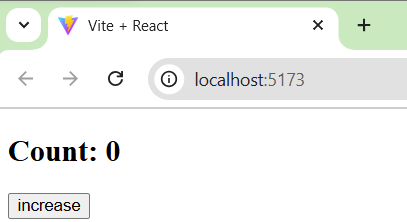 Vite + React
localhost:5173
Count: 0
increase